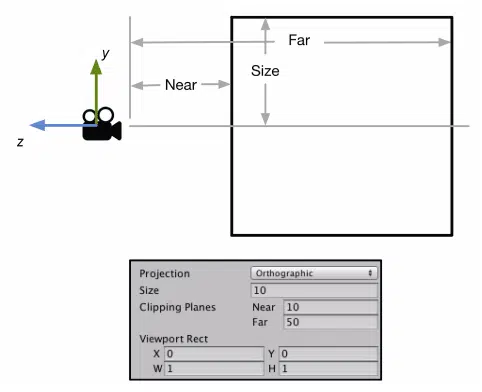 y
Far
Near
Size
z
Projection Orthographic
Size 10
Clipping Planes Near 10
Far 50
Viewport Rect
X 0 Y 0
W 1 H 1